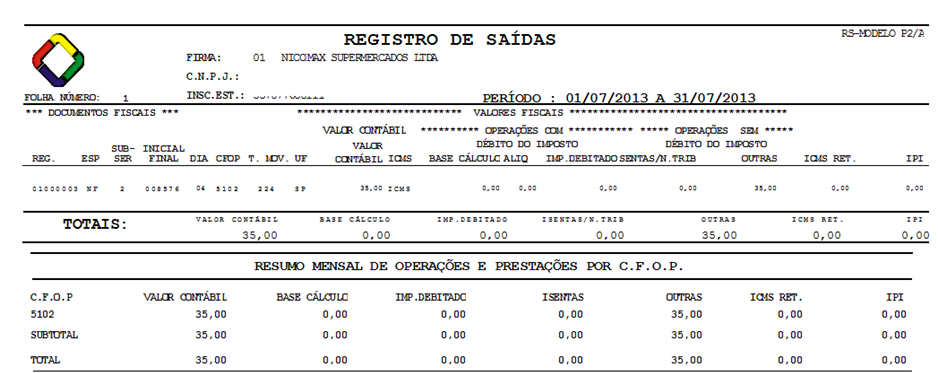 REGISTRO DE SAÍDAS
RS-MODELO P2/A
FIRMA: 01 NICOMAX SUPERMERCADOS LTDA
C.N.P.J.:
INSC.EST.:
FOLHA NÚMERO: 1
PERÍODO : 01/07/2013 A 31/07/2013
*** DOCUMENTOS FISCAIS *** ************************** VALORES FISCAIS ***********************************
VALOR CONTÁBIL ********** OPERAÇÕES COM *********** ***** OPERAÇÕES SEM *****
SUB- INICIAL VALOR DÉBITO DO IMPOSTO DÉBITO DO IMPOSTO
REG. ESP SER FINAL DIA CFOP T. MOV. UF CONTÁBIL ICMS BASE CÁLCULO ALIQ IMP.DEBITADO SENTAS/N.TRIB OUTRAS ICMS RET. IPI
01000003 NF 2 008576 04 5102 224 SP 35,00 ICMS 0,00 0,00 0,00 0,00 35,00 0,00 0,00
TOTAIS: VALOR CONTÁBIL BASE CÁLCULO IMP.DEBITADO ISENTAS/N.TRIB OUTRAS ICMS RET. IPI
35,00 0,00 0,00 0,00 35,00 0,00 0,00
RESUMO MENSAL DE OPERAÇÕES E PRESTAÇÕES POR C.F.O.P.
C.F.O.P VALOR CONTÁBIL BASE CÁLCULO IMP.DEBITADO ISENTAS OUTRAS ICMS RET. IPI
5102 35,00 0,00 0,00 0,00 35,00 0,00 0,00
SUBTOTAL 35,00 0,00 0,00 0,00 35,00 0,00 0,00
TOTAL 35,00 0,00 0,00 0,00 35,00 0,00 0,00